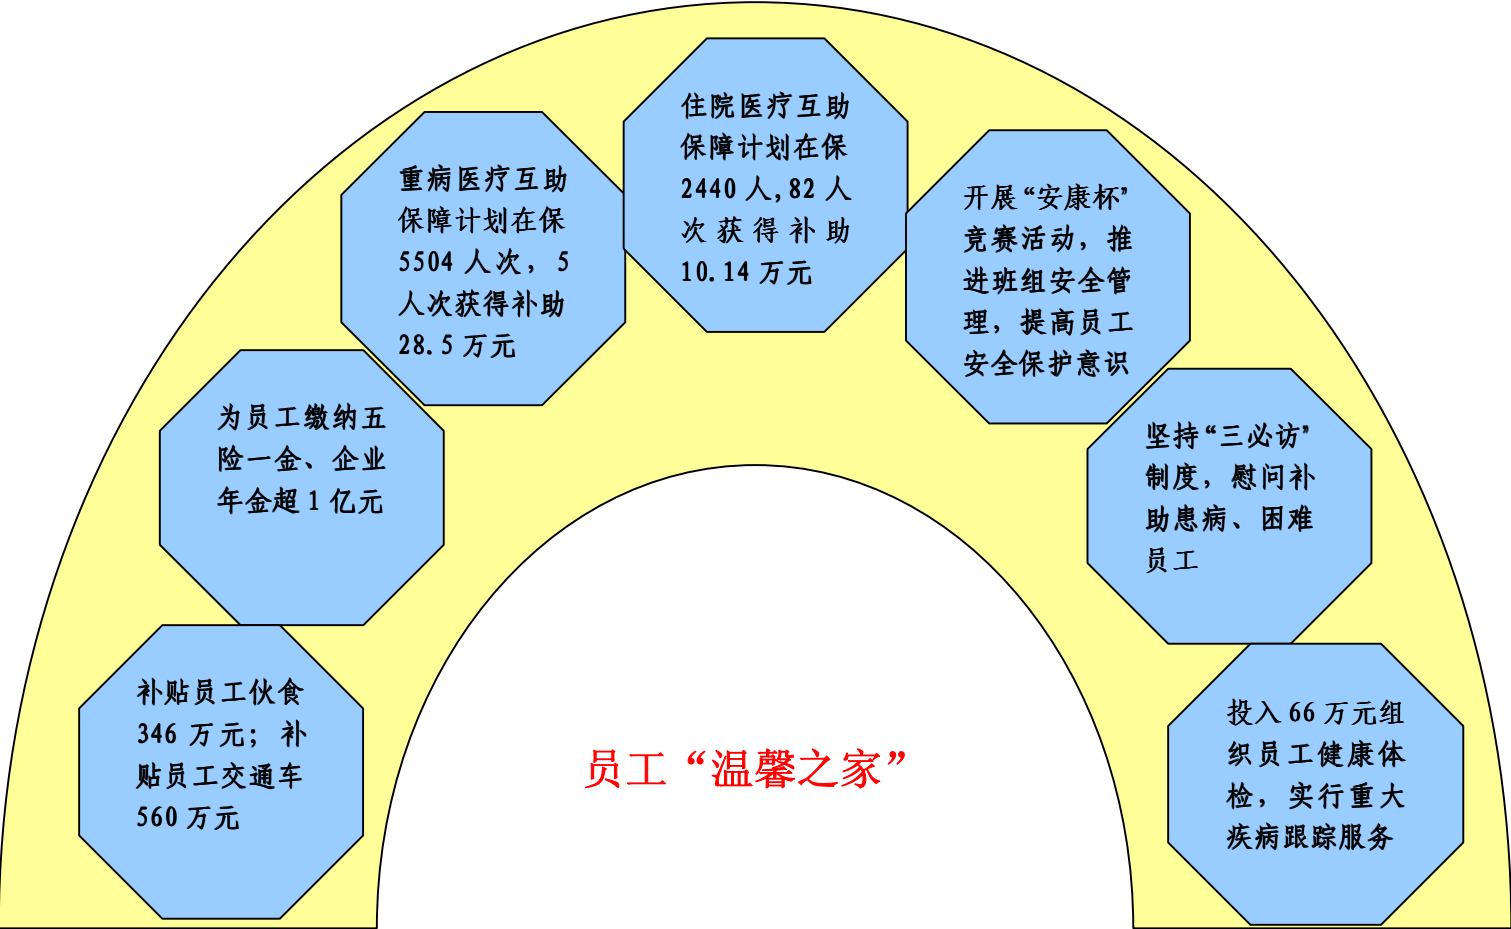 住院医疗互助
保障计划在保
2440 人,82 人
次获得补助
10.14 万元
重病医疗互助
保障计划在保
5504 人次，5
人次获得补助
28.5 万元
开展“安康杯”
竞赛活动，推
进班组安全管
理，提高员工
安全保护意识
为员工缴纳五
险一金、企业
年金超 1 亿元
坚持“三必访”
制度，慰问补
助患病、困难
员工
补贴员工伙食
346 万元；补
贴员工交通车
560 万元
投入 66 万元组
织员工健康体
检，实行重大
疾病跟踪服务
员工“温馨之家”